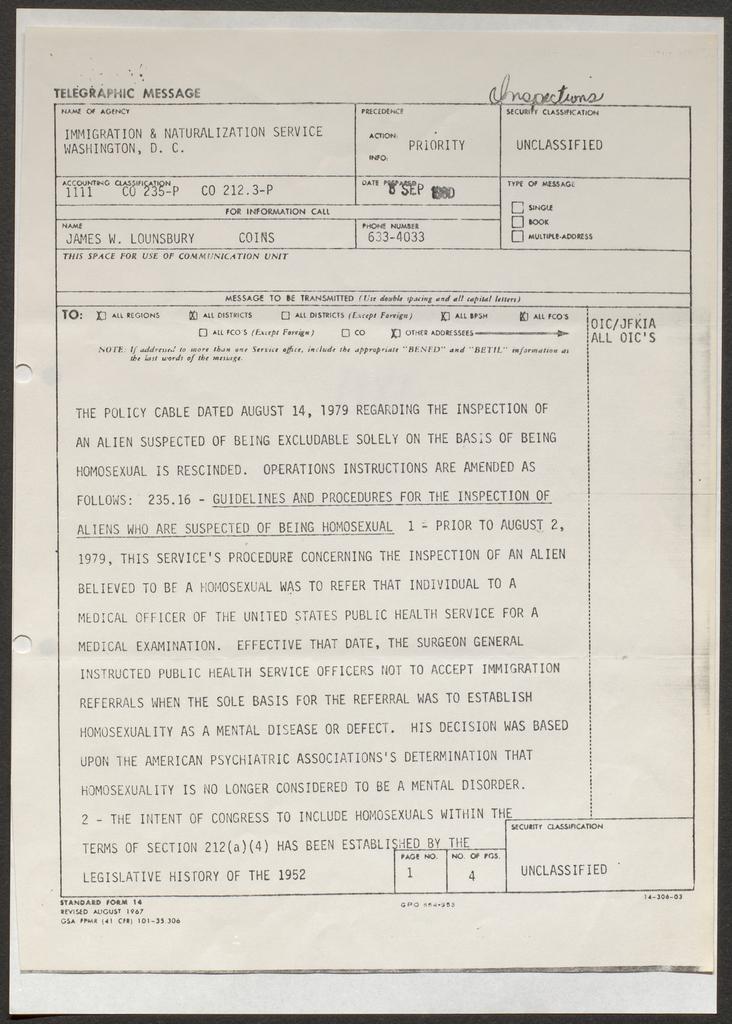 TELEGRAPHIC MESSAGE
Inspections
NAME OF AGENCY
IMMIGRATION & NATURALIZATION SERVICE
WASHINGTON, D. C.
PRECEDENCE
ACTION: PRIORITY
INFO:
SECURITY CLASSIFICATION
UNCLASSIFIED
ACCOUNTING CLASSIFICATION
1111 CO 235-P CO 212.3-P
DATE PREPARED
8 SEP 1980
TYPE OF MESSAGE
SINGLE
BOOK
MULTIPLE-ADDRESS
FOR INFORMATION CALL
NAME
JAMES W. LOUNSBURY COINS
PHONE NUMBER
633-4033
THIS SPACE FOR USE OF COMMUNICATION UNIT
MESSAGE TO BE TRANSMITTED (Use double spacing and all capital letters)
TO: X ALL REGIONS X ALL DISTRICTS ALL DISTRICTS (Except Foreign) X ALL BPSH X ALL FCO'S
ALL FCO'S (Except Foreign) CO X OTHER ADDRESSEES
OIC/JFKIA
ALL OIC'S
NOTE: If addressed to more than one Service office, include the appropriate "BENED" and "BETIL" information as
the last words of the message.
THE POLICY CABLE DATED AUGUST 14, 1979 REGARDING THE INSPECTION OF
AN ALIEN SUSPECTED OF BEING EXCLUDABLE SOLELY ON THE BASIS OF BEING
HOMOSEXUAL IS RESCINDED. OPERATIONS INSTRUCTIONS ARE AMENDED AS
FOLLOWS: 235.16 - GUIDELINES AND PROCEDURES FOR THE INSPECTION OF
ALIENS WHO ARE SUSPECTED OF BEING HOMOSEXUAL 1 - PRIOR TO AUGUST 2,
1979, THIS SERVICE'S PROCEDURE CONCERNING THE INSPECTION OF AN ALIEN
BELIEVED TO BE A HOMOSEXUAL WAS TO REFER THAT INDIVIDUAL TO A
MEDICAL OFFICER OF THE UNITED STATES PUBLIC HEALTH SERVICE FOR A
MEDICAL EXAMINATION. EFFECTIVE THAT DATE, THE SURGEON GENERAL
INSTRUCTED PUBLIC HEALTH SERVICE OFFICERS NOT TO ACCEPT IMMIGRATION
REFERRALS WHEN THE SOLE BASIS FOR THE REFERRAL WAS TO ESTABLISH
HOMOSEXUALITY AS A MENTAL DISEASE OR DEFECT. HIS DECISION WAS BASED
UPON THE AMERICAN PSYCHIATRIC ASSOCIATIONS'S DETERMINATION THAT
HOMOSEXUALITY IS NO LONGER CONSIDERED TO BE A MENTAL DISORDER.
2 - THE INTENT OF CONGRESS TO INCLUDE HOMOSEXUALS WITHIN THE
TERMS OF SECTION 212(a)(4) HAS BEEN ESTABLISHED BY THE
LEGISLATIVE HISTORY OF THE 1952
PAGE NO.
1
NO. OF PGS.
4
SECURITY CLASSIFICATION
UNCLASSIFIED
STANDARD FORM 14
REVISED AUGUST 1967
GSA FPMR (41 CFR) 101-35.306
GPO
14-306-03